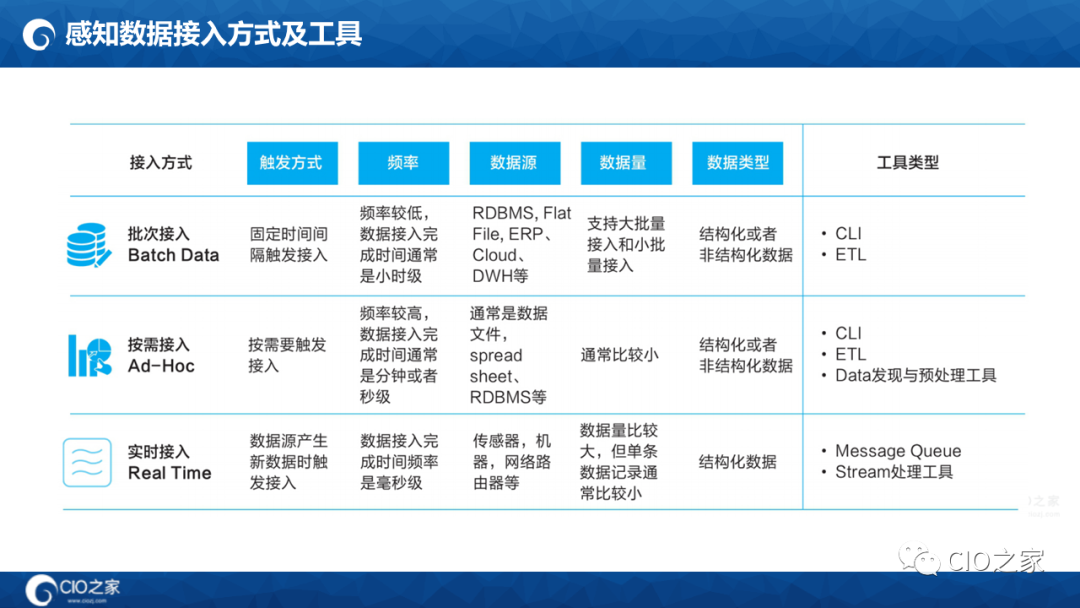 感知数据接入方式及工具
接入方式
触发方式
频率
数据源
数据量
数据类型
工具类型
批次接入
Batch Data
固定时间间
隔触发接入
频率较低，
数据接入完
成时间通常
是小时级
RDBMS, Flat
File, ERP、
Cloud、
DWH等
支持大批量
接入和小批
量接入
结构化或者
非结构化数据
• CLI
• ETL
按需接入
Ad-Hoc
按需要触发
接入
频率较高，
数据接入完
成时间通常
是分钟或者
秒级
通常是数据
文件，
spread
sheet、
RDBMS等
通常比较小
结构化或者
非结构化数据
• CLI
• ETL
• Data发现与预处理工具
实时接入
Real Time
数据源产生
新数据时触
发接入
数据接入完
成时间频率
是毫秒级
传感器，机
器，网络路
由器等
数据量比较
大，但单条
数据记录通
常比较小
结构化数据
• Message Queue
• Stream处理工具
CIO之家
CIO之家
www.ciozj.com